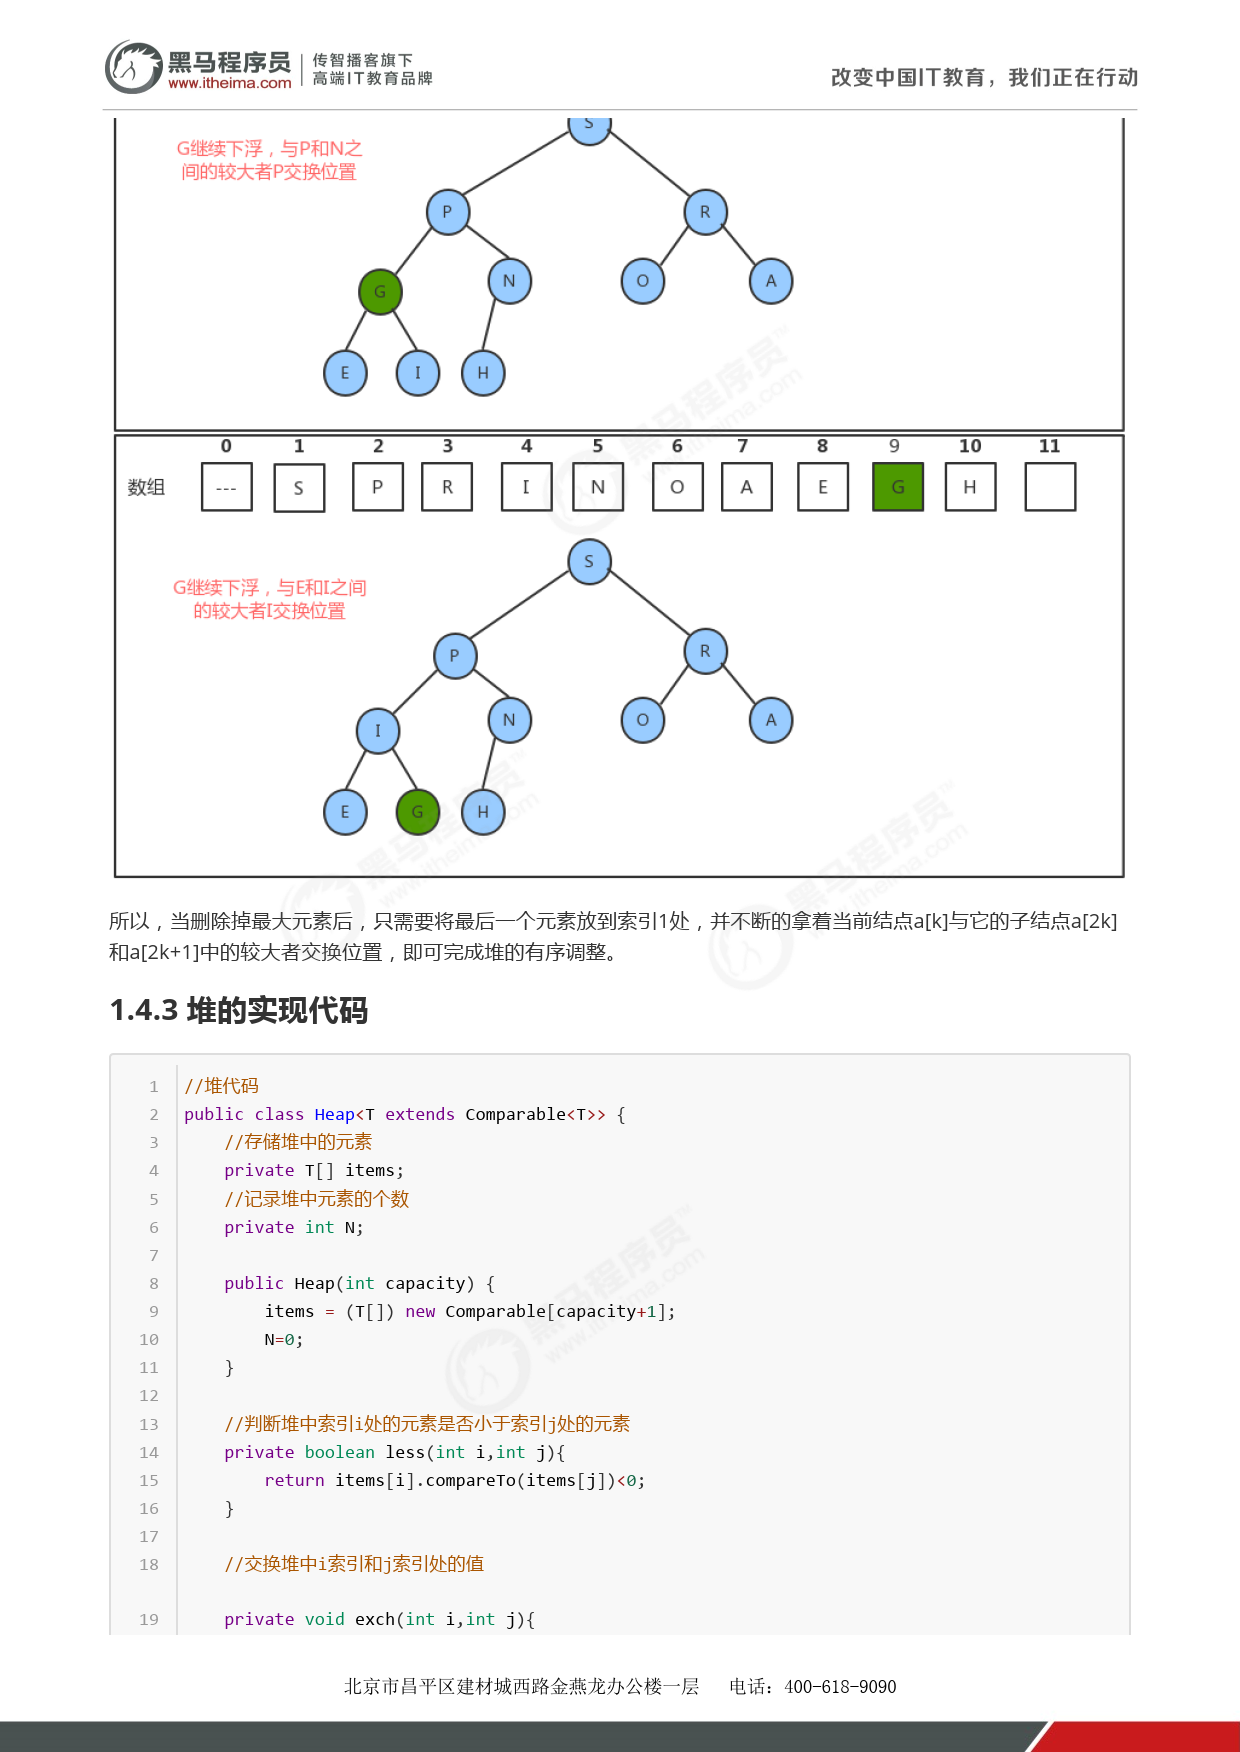 黑马程序员
www.itheima.com
传智播客旗下
高端IT教育品牌
改变中国IT教育，我们正在行动
S
G继续下浮，与P和N之
间的较大者P交换位置
P R
G N O A
E I H
0 1 2 3 4 5 6 7 8 9 10 11
数组 --- S P R I N O A E G H
S
G继续下浮，与E和I之间
的较大者I交换位置
P R
I N O A
E G H
所以，当删除掉最大元素后，只需要将最后一个元素放到索引1处，并不断的拿着当前结点a[k]与它的子结点a[2k]
和a[2k+1]中的较大者交换位置，即可完成堆的有序调整。
1.4.3 堆的实现代码
1 //堆代码
2 public class Heap<T extends Comparable<T>> {
3     //存储堆中的元素
4     private T[] items;
5     //记录堆中元素的个数
6     private int N;
7
8     public Heap(int capacity) {
9         items = (T[]) new Comparable[capacity+1];
10         N=0;
11     }
12
13     //判断堆中索引i处的元素是否小于索引j处的元素
14     private boolean less(int i,int j){
15         return items[i].compareTo(items[j])<0;
16     }
17
18     //交换堆中i索引和j索引处的值
19     private void exch(int i,int j){
北京市昌平区建材城西路金燕龙办公楼一层 电话：400-618-9090